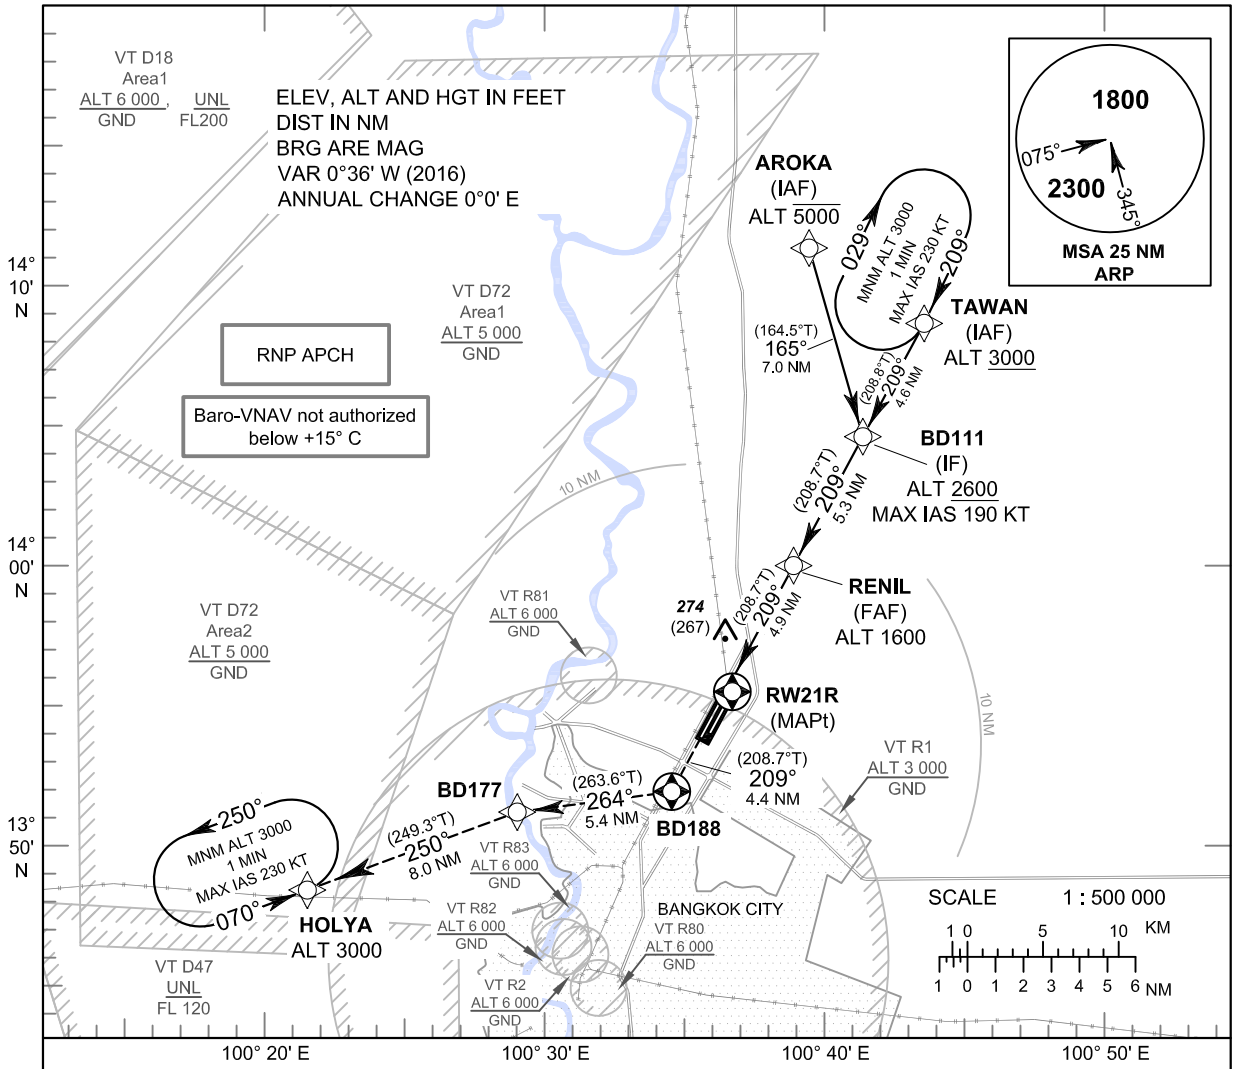 VT D18
Area1
ALT 6 000 , UNL
GND FL200
ELEV, ALT AND HGT IN FEET
DIST IN NM
BRG ARE MAG
VAR 0°36' W (2016)
ANNUAL CHANGE 0°0' E
1800
075°
2300
345°
MSA 25 NM
ARP
AROKA
(IAF)
ALT 5000
029°
MNM ALT 3000
1 MIN
MAX IAS 230 KT
209°
TAWAN
(IAF)
ALT 3000
14°
10'
N
VT D72
Area1
ALT 5 000
GND
RNP APCH
Baro-VNAV not authorized
below +15° C
(164.5°T)
165°
7.0 NM
(208.8°T)
209°
4.6 NM
BD111
(IF)
ALT 2600
MAX IAS 190 KT
10 NM
(208.7°T)
209°
5.3 NM
14°
00'
N
RENIL
(FAF)
ALT 1600
VT D72
Area2
ALT 5 000
GND
VT R81
ALT 6 000
GND
274
(267)
(208.7°T)
209°
4.9 NM
RW21R
(MAPt)
10 NM
VT R1
ALT 3 000
GND
(208.7°T)
209°
4.4 NM
BD177
(263.6°T)
264°
5.4 NM
BD188
13°
50'
N
250°
MNM ALT 3000
1 MIN
MAX IAS 230 KT
070°
(249.3°T)
250°
8.0 NM
HOLYA
ALT 3000
VT R83
ALT 6 000
GND
VT R82
ALT 6 000
GND
BANGKOK CITY
VT R80
ALT 6 000
GND
VT R2
ALT 6 000
GND
VT D47
UNL
FL 120
SCALE 1 : 500 000
1 0 5 10 KM
1 0 1 2 3 4 5 6 NM
100° 20' E 100° 30' E 100° 40' E 100° 50' E